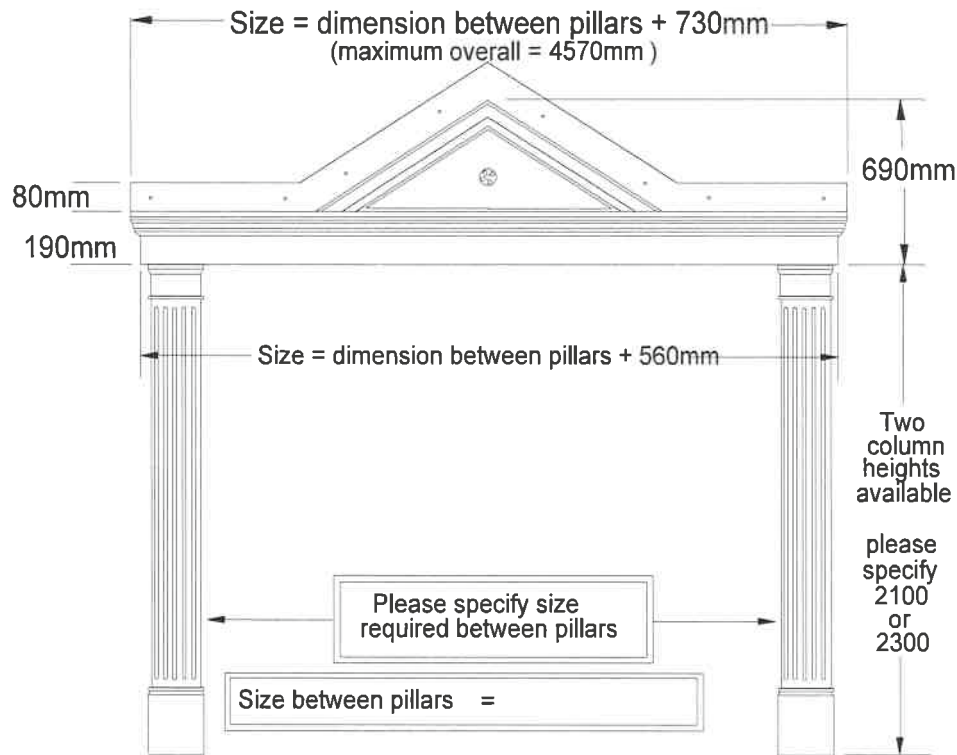 Size = dimension between pillars + 730mm
(maximum overall = 4570mm )
690mm
80mm
190mm
Size = dimension between pillars + 560mm
Two
column
heights
available
please
specify
2100
or
2300
Please specify size
required between pillars
Size between pillars =